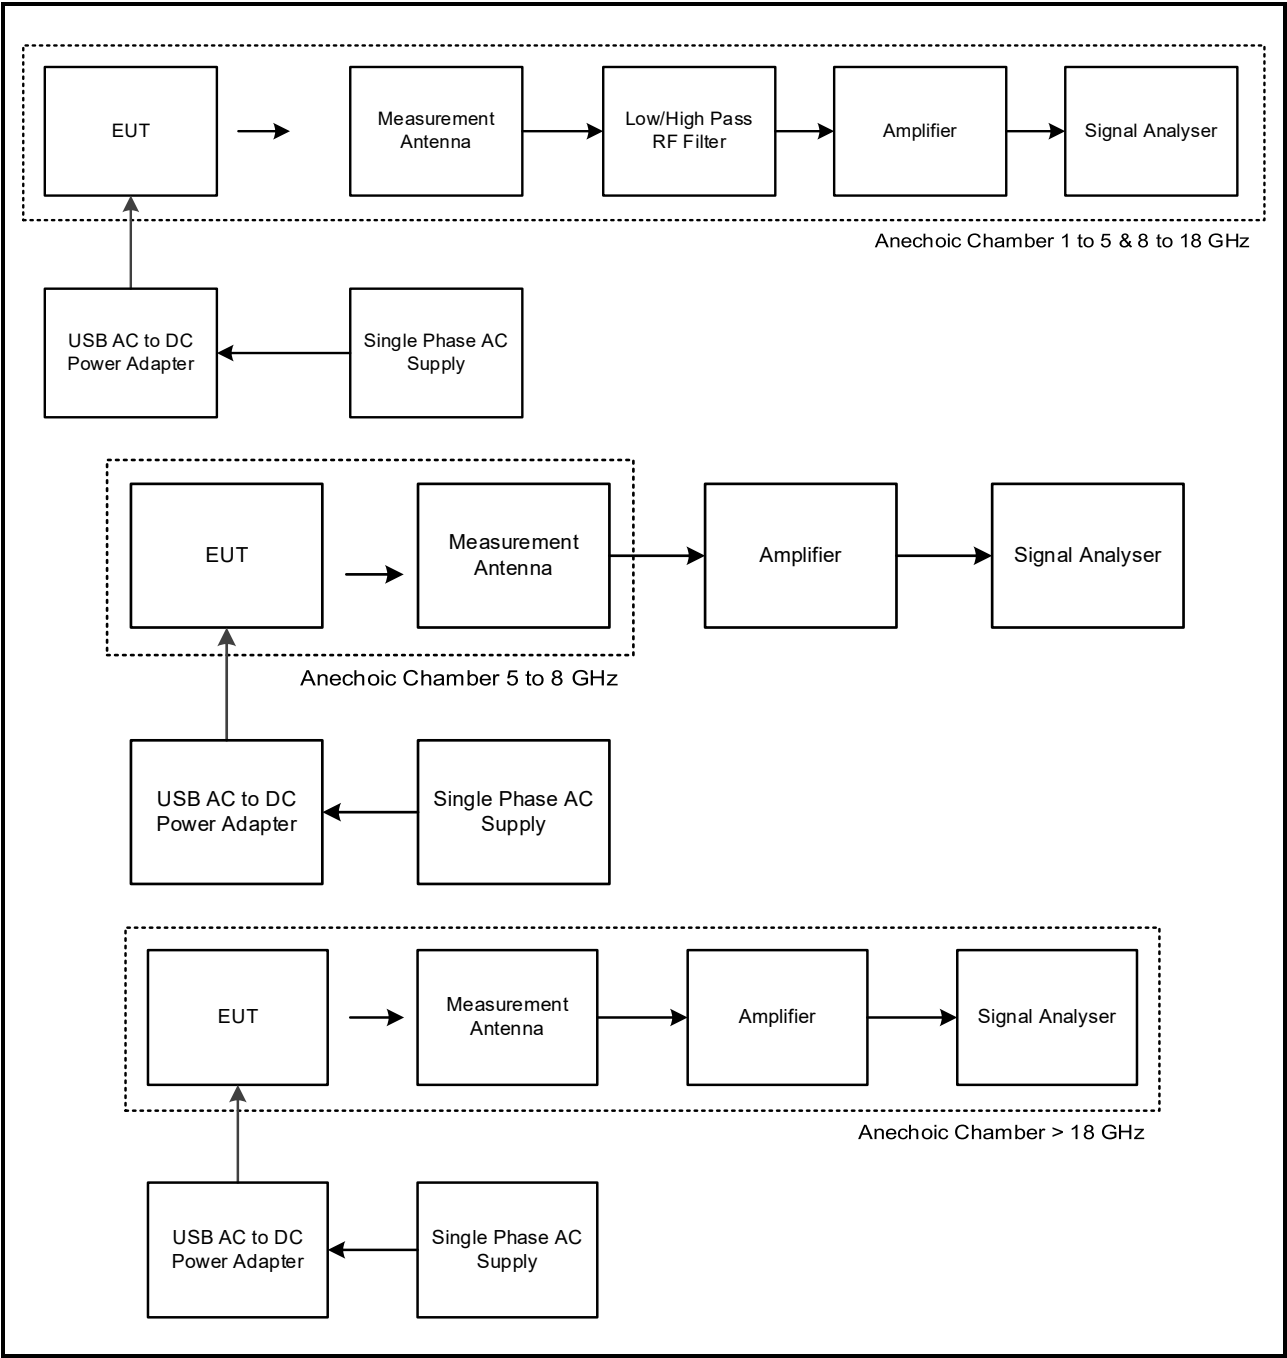 EUT
Measurement
Antenna
Low/High Pass
RF Filter
Amplifier
Signal Analyser
Anechoic Chamber 1 to 5 & 8 to 18 GHz
USB AC to DC
Power Adapter
Single Phase AC
Supply
EUT
Measurement
Antenna
Amplifier
Signal Analyser
Anechoic Chamber 5 to 8 GHz
USB AC to DC
Power Adapter
Single Phase AC
Supply
EUT
Measurement
Antenna
Amplifier
Signal Analyser
Anechoic Chamber > 18 GHz
USB AC to DC
Power Adapter
Single Phase AC
Supply